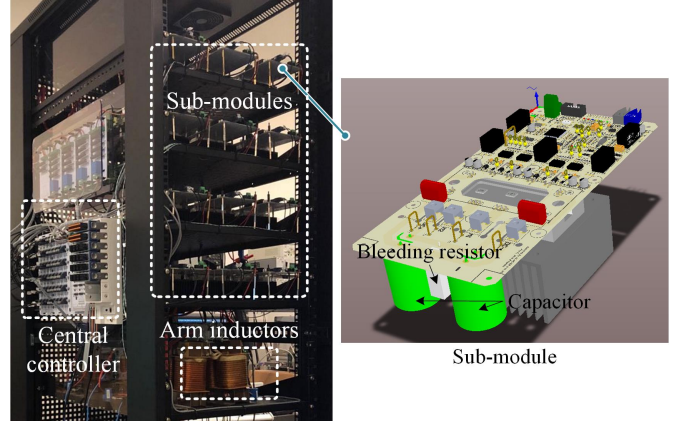 Sub-modules
Central
controller
Arm inductors
Bleeding resistor
Capacitor
Sub-module